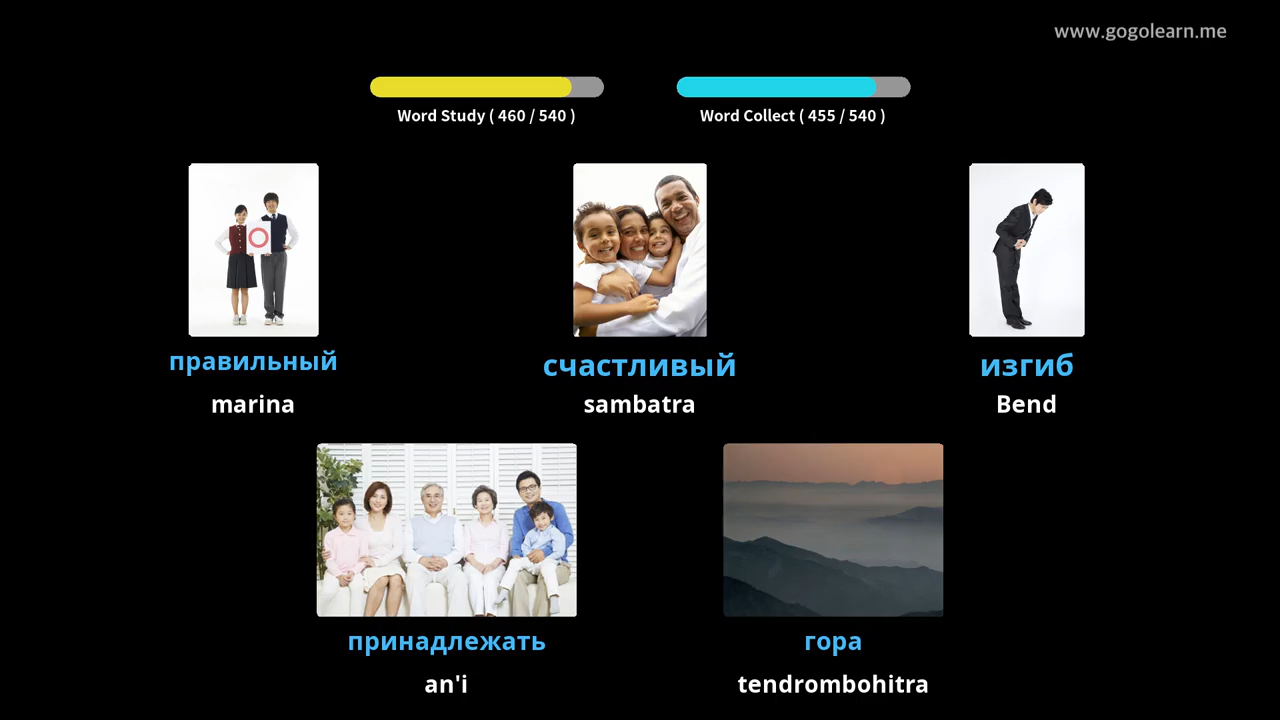 www.gogolearn.me
Word Study ( 460 / 540 )
Word Collect ( 455 / 540 )
правильный
marina
счастливый
sambatra
изгиб
Bend
принадлежать
an'i
гора
tendrombohitra